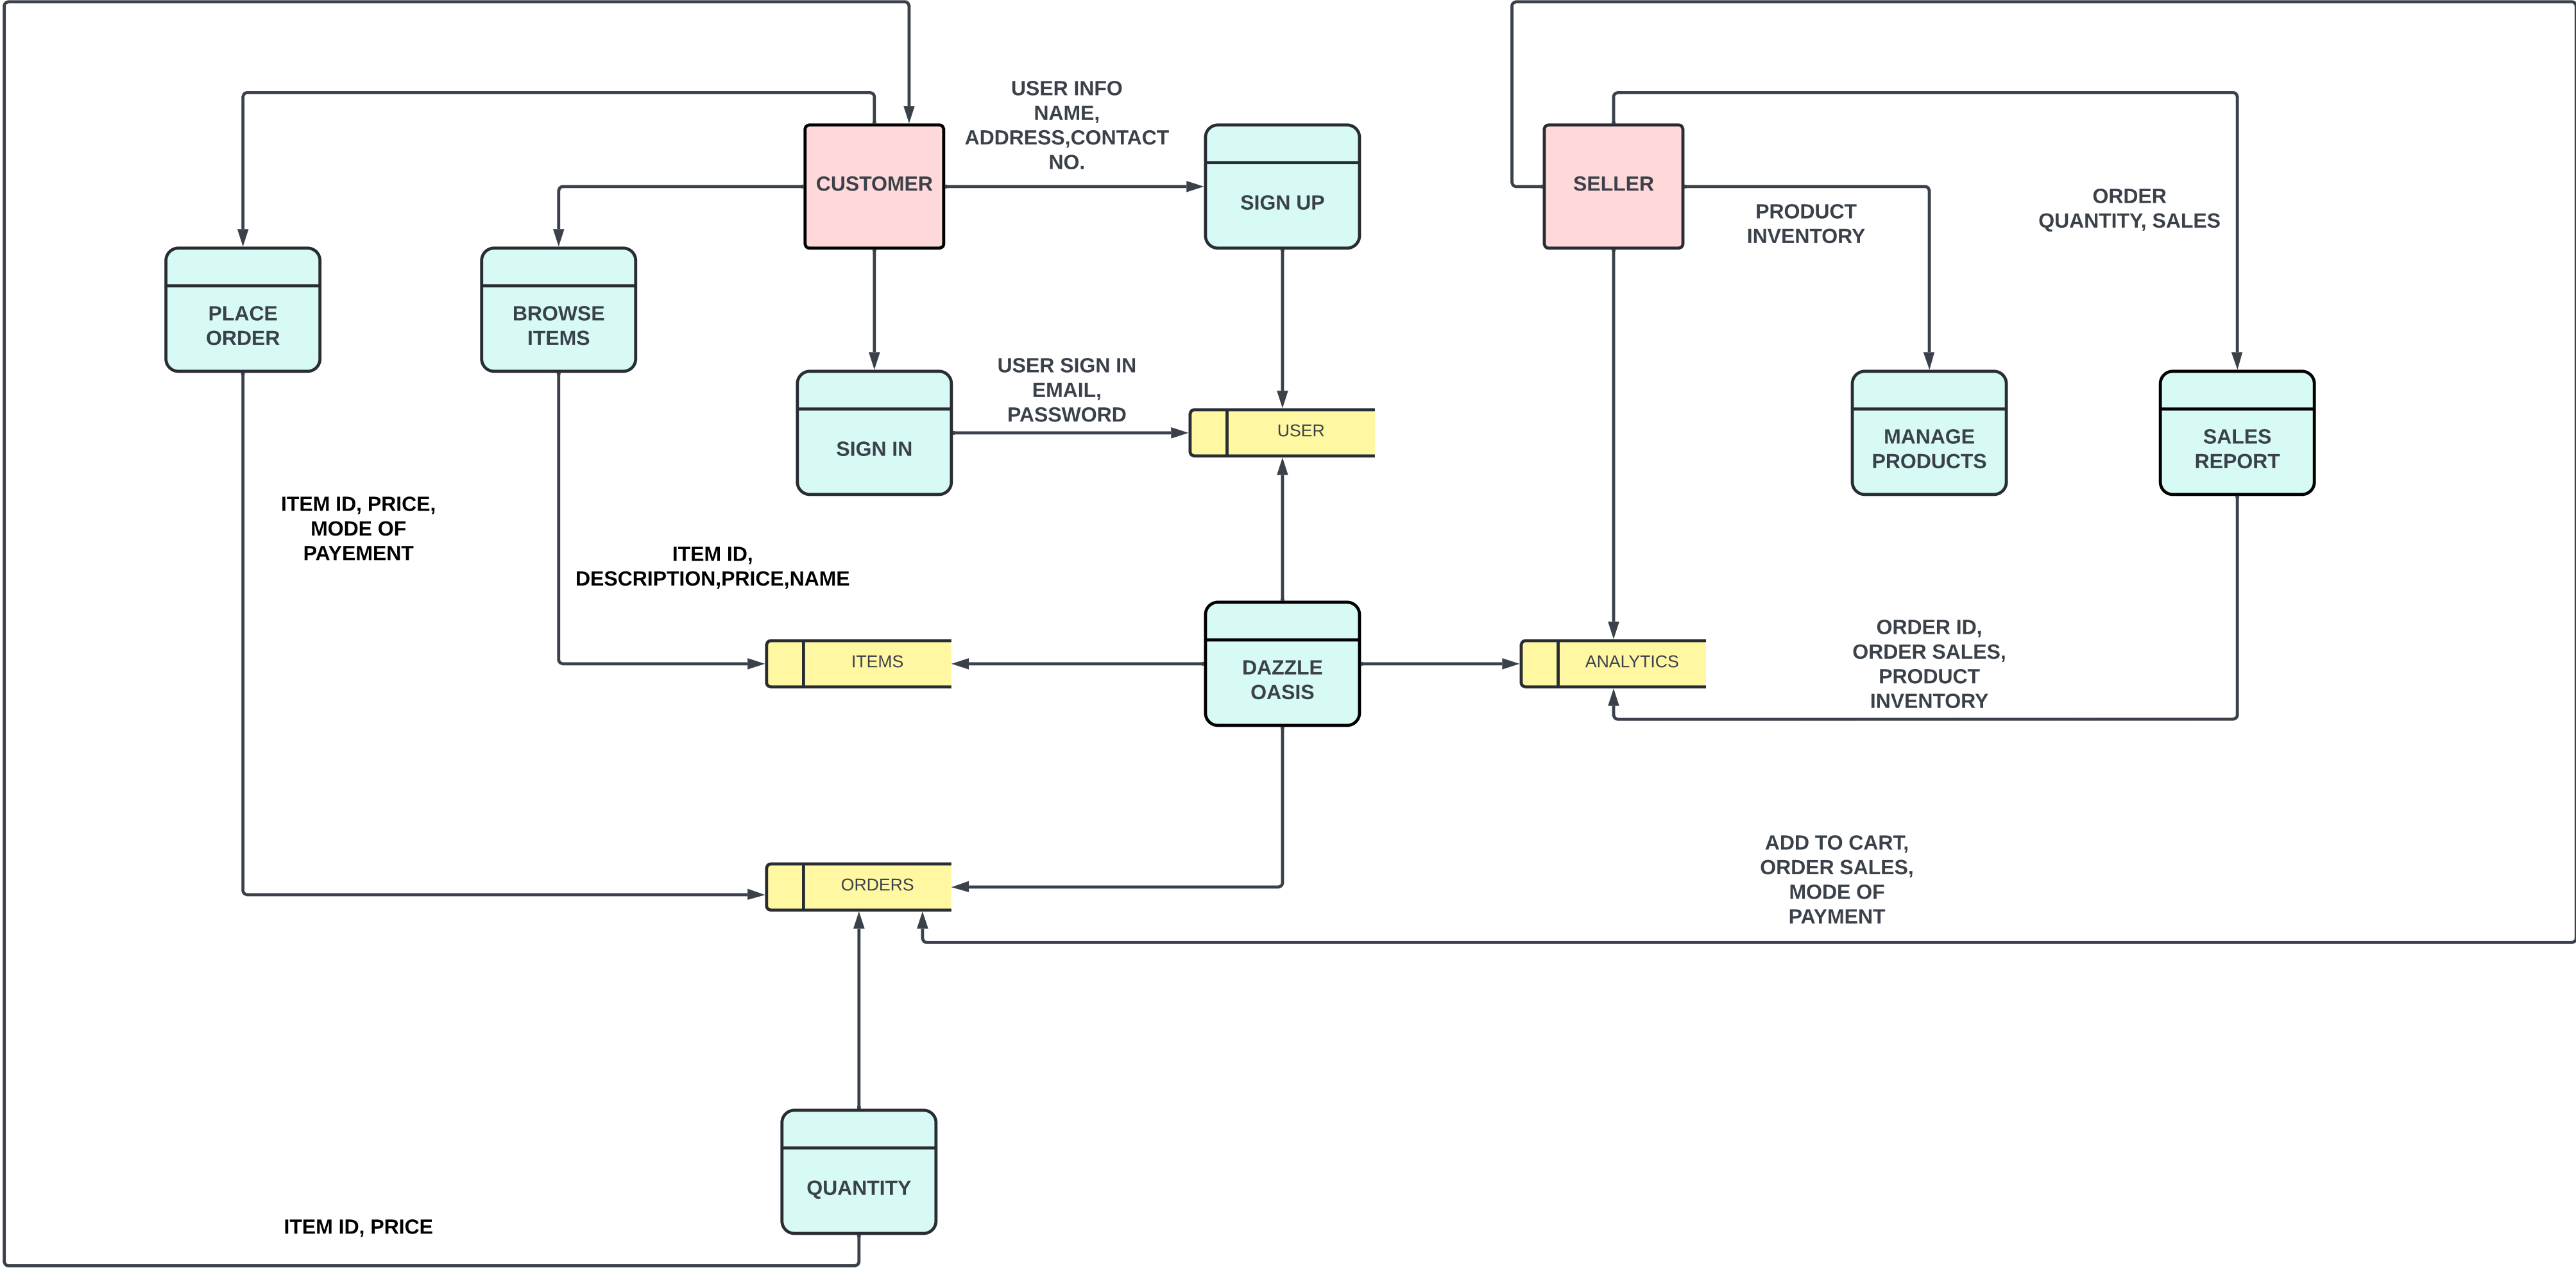 USER INFO
NAME,
ADDRESS,CONTACT
NO.
CUSTOMER
SIGN UP
SELLER
PRODUCT
INVENTORY
ORDER
QUANTITY, SALES
PLACE
ORDER
BROWSE
ITEMS
SIGN IN
USER SIGN IN
EMAIL,
PASSWORD
USER
MANAGE
PRODUCTS
SALES
REPORT
ITEM ID, PRICE,
MODE OF
PAYEMENT
ITEM ID,
DESCRIPTION,PRICE,NAME
ITEMS
DAZZLE
OASIS
ANALYTICS
ORDER ID,
ORDER SALES,
PRODUCT
INVENTORY
ORDERS
ADD TO CART,
ORDER SALES,
MODE OF
PAYMENT
QUANTITY
ITEM ID, PRICE